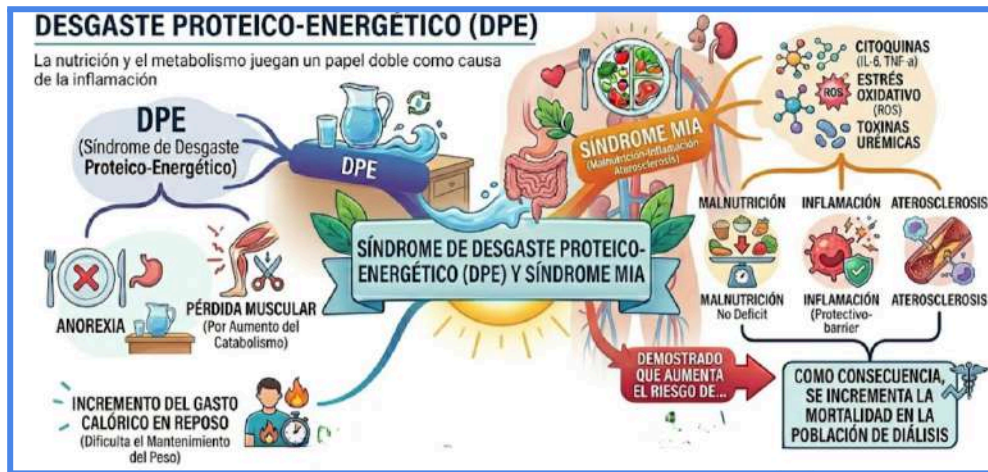 DESGASTE PROTEICO-ENERGÉTICO (DPE)
La nutrición y el metabolismo juegan un papel doble como causa
de la inflamación
DPE
(Síndrome de Desgaste
Proteico-Energético)
DPE
ANOREXIA
PÉRDIDA MUSCULAR
(Por Aumento del
Catabolismo)
INCREMENTO DEL GASTO
CALÓRICO EN REPOSO
(Dificulta el Mantenimiento
del Peso)
SÍNDROME DE DESGASTE PROTEICO-
ENERGÉTICO (DPE) Y SÍNDROME MIA
SÍNDROME MIA
(Malnutrición-Inflamación-
Aterosclerosis)
CITOQUINAS
(IL-6, TNF-a)
ROS
ESTRÉS
OXIDATIVO
(ROS)
TOXINAS
URÉMICAS
MALNUTRICIÓN
INFLAMACIÓN
ATEROSCLEROSIS
MALNUTRICIÓN
No Deficit
INFLAMACIÓN
(Protectivo-
barrier
ATEROSCLEROSIS
DEMOSTRADO
QUE AUMENTA
EL RIESGO DE...
COMO CONSECUENCIA,
SE INCREMENTA LA
MORTALIDAD EN LA
POBLACIÓN DE DIÁLISIS